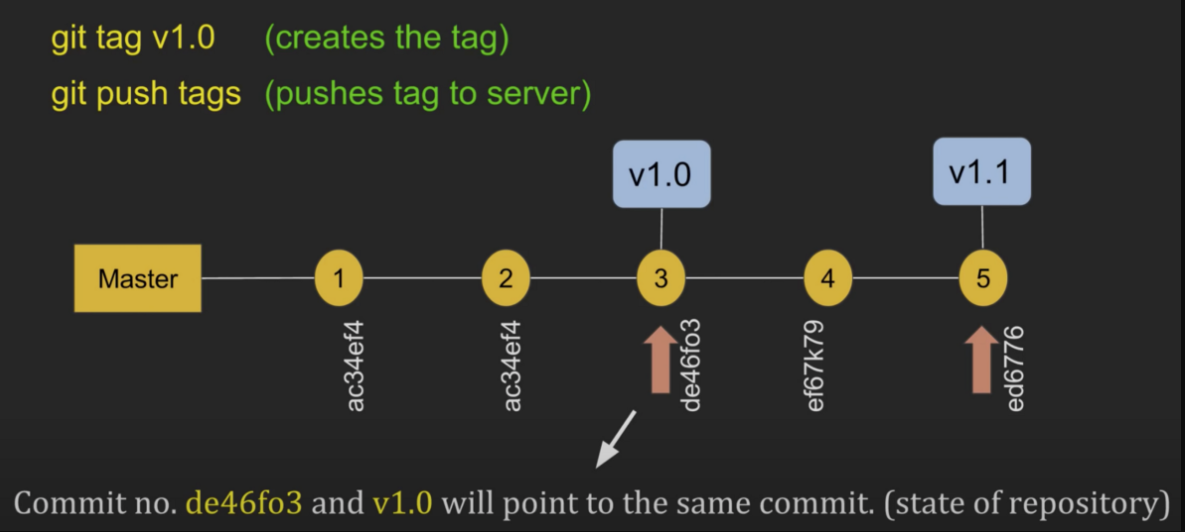 git tag v1.0 (creates the tag)
git push tags (pushes tag to server)
v1.0
v1.1
Master
1
2
3
4
5
ac34ef4
ac34ef4
de46fo3
ef67k79
ed6776
Commit no. de46fo3 and v1.0 will point to the same commit. (state of repository)